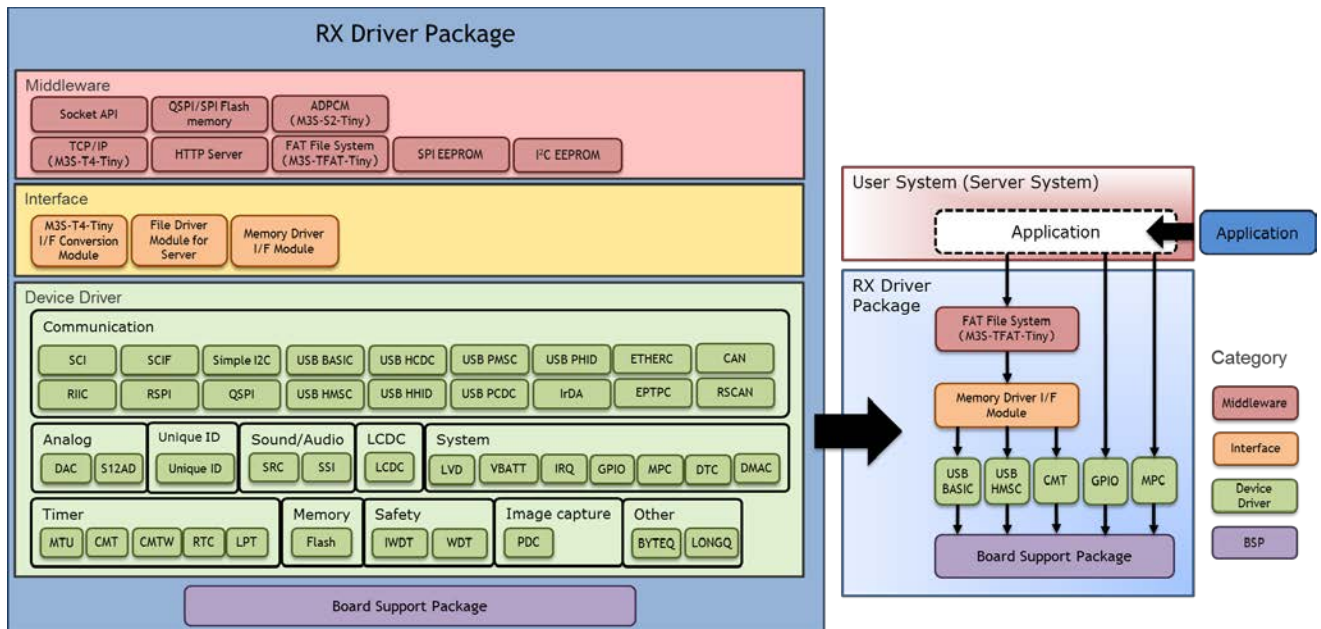 RX Driver Package
Middleware
Socket API
QSPI/SPI Flash
memory
ADPCM
(M3S-S2-Tiny)
TCP/IP
(M3S-T4-Tiny)
HTTP Server
FAT File System
(M3S-TFAT-Tiny)
SPI EEPROM
I²C EEPROM
Interface
M3S-T4-Tiny
I/F Conversion
Module
File Driver
Module for
Server
Memory Driver
I/F Module
Device Driver
Communication
SCI
SCIF
Simple I2C
USB BASIC
USB HCDC
USB PMSC
USB PHID
ETHERC
CAN
RIIC
RSPI
QSPI
USB HMSC
USB HHID
USB PCDC
IrDA
EPTPC
RSCAN
Analog
DAC
S12AD
Unique ID
Unique ID
Sound/Audio
SRC
SSI
LCDC
LCDC
System
LVD
VBATT
IRQ
GPIO
MPC
DTC
DMAC
Timer
MTU
CMT
CMTW
RTC
LPT
Memory
Flash
Safety
IWDT
WDT
Image capture
PDC
Other
BYTEQ
LONGQ
Board Support Package
User System (Server System)
Application
Application
RX Driver
Package
FAT File System
(M3S-TFAT-Tiny)
Memory Driver I/F
Module
USB
BASIC
USB
HMSC
CMT
GPIO
MPC
Board Support Package
Category
Middleware
Interface
Device
Driver
BSP